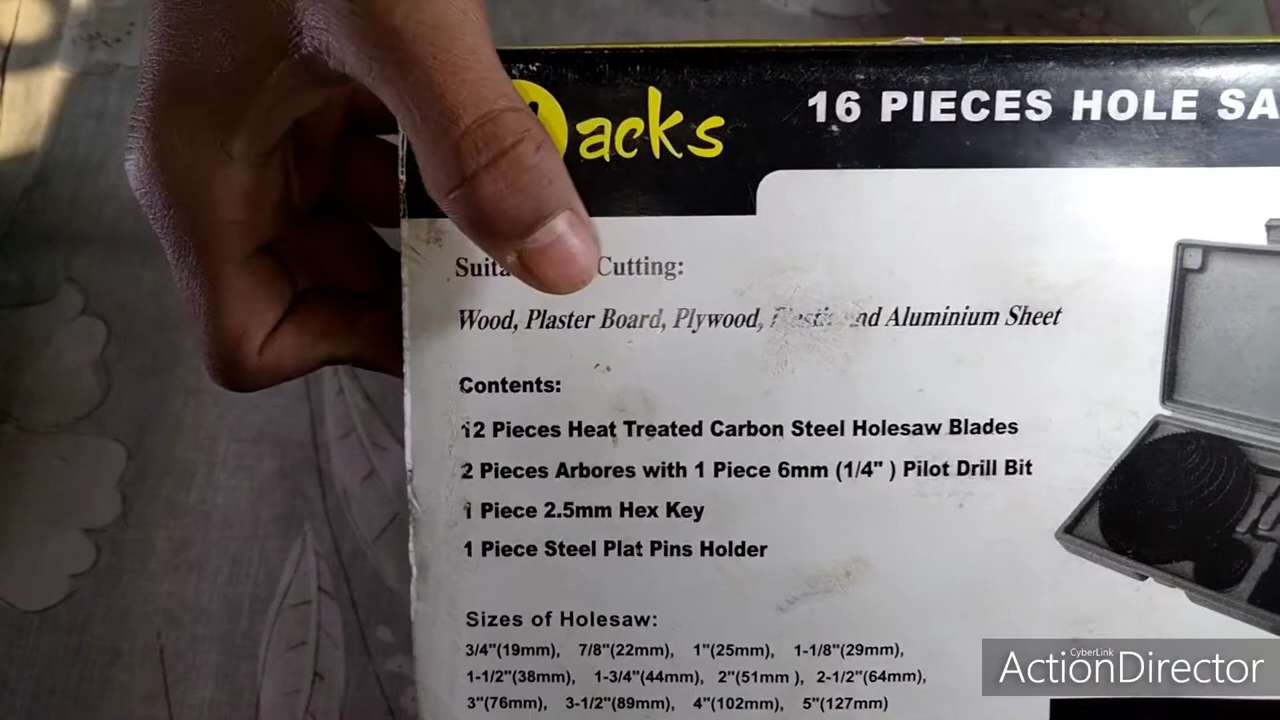 acks
16 PIECES HOLE SA
Suita Cutting:
Wood, Plaster Board, Plywood, Plastic and Aluminium Sheet
Contents:
12 Pieces Heat Treated Carbon Steel Holesaw Blades
2 Pieces Arbores with 1 Piece 6mm (1/4" ) Pilot Drill Bit
1 Piece 2.5mm Hex Key
1 Piece Steel Plat Pins Holder
Sizes of Holesaw:
3/4"(19mm), 7/8"(22mm), 1"(25mm), 1-1/8"(29mm),
1-1/2"(38mm), 1-3/4"(44mm), 2"(51mm ), 2-1/2"(64mm),
3"(76mm), 3-1/2"(89mm), 4"(102mm), 5"(127mm)
CyberLink
ActionDirector